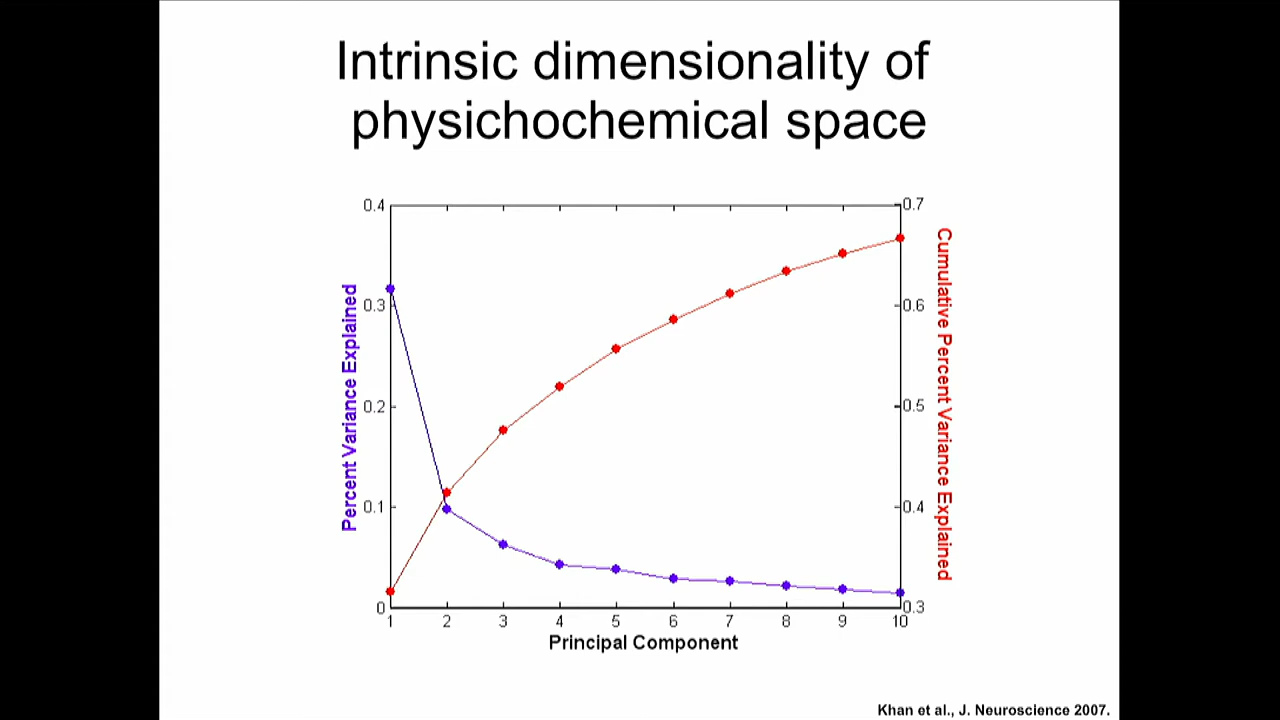 Intrinsic dimensionality of
physichochemical space
0.4
0.3
0.2
0.1
0
Percent Variance Explained
0.7
0.6
0.5
0.4
0.3
Cumulative Percent Variance Explained
1 2 3 4 5 6 7 8 9 10
Principal Component
Khan et al., J. Neuroscience 2007.